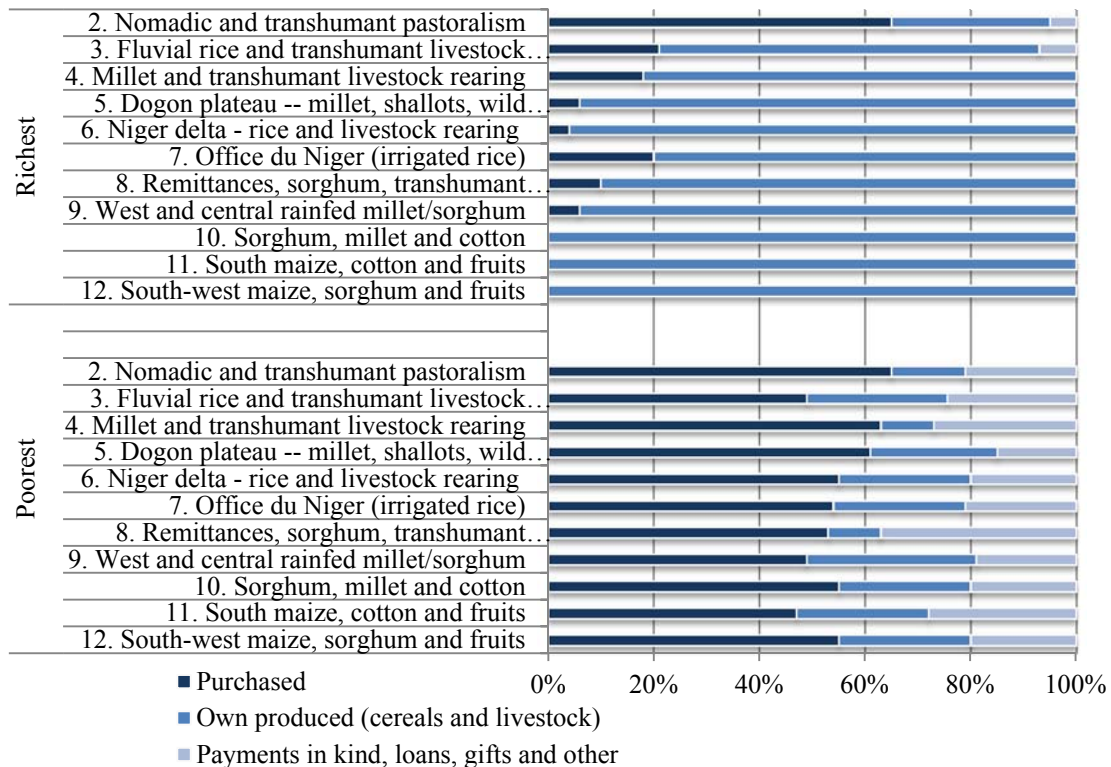 Richest
2. Nomadic and transhumant pastoralism
3. Fluvial rice and transhumant livestock…
4. Millet and transhumant livestock rearing
5. Dogon plateau -- millet, shallots, wild…
6. Niger delta - rice and livestock rearing
7. Office du Niger (irrigated rice)
8. Remittances, sorghum, transhumant…
9. West and central rainfed millet/sorghum
10. Sorghum, millet and cotton
11. South maize, cotton and fruits
12. South-west maize, sorghum and fruits
Poorest
2. Nomadic and transhumant pastoralism
3. Fluvial rice and transhumant livestock…
4. Millet and transhumant livestock rearing
5. Dogon plateau -- millet, shallots, wild…
6. Niger delta - rice and livestock rearing
7. Office du Niger (irrigated rice)
8. Remittances, sorghum, transhumant…
9. West and central rainfed millet/sorghum
10. Sorghum, millet and cotton
11. South maize, cotton and fruits
12. South-west maize, sorghum and fruits
0% 20% 40% 60% 80% 100%
Purchased
Own produced (cereals and livestock)
Payments in kind, loans, gifts and other